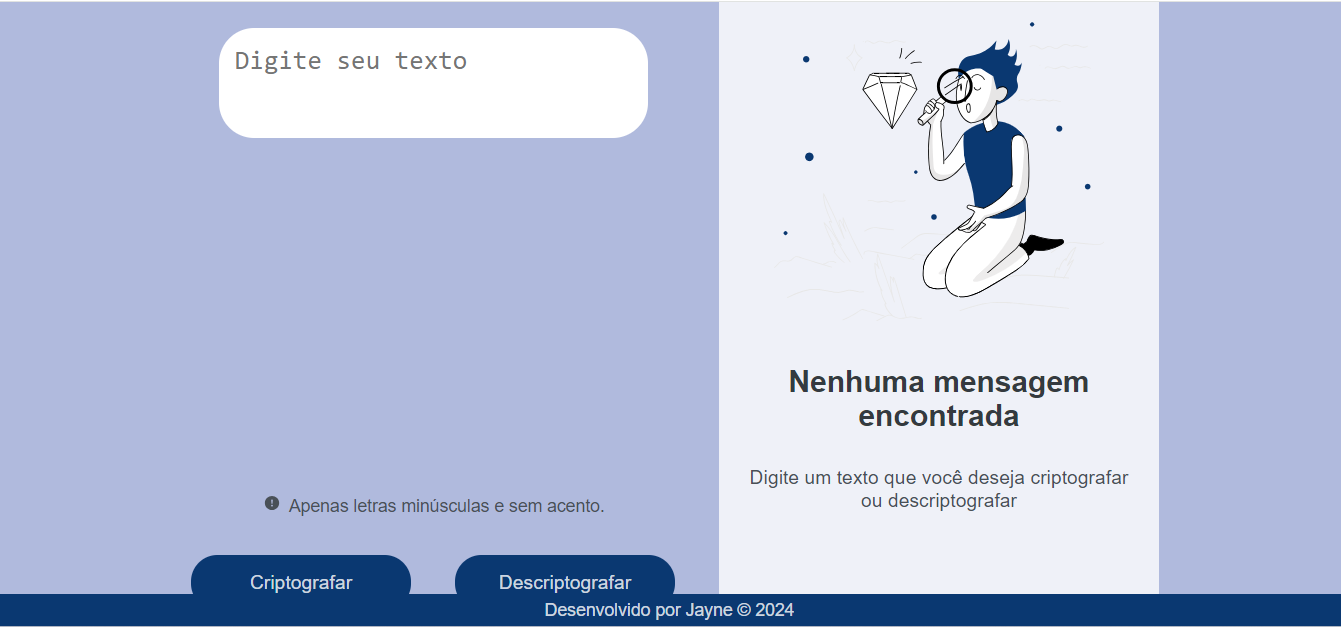 Digite seu texto
Apenas letras minúsculas e sem acento.
Criptografar
Descriptografar
Nenhuma mensagem
encontrada
Digite um texto que você deseja criptografar
ou descriptografar
Desenvolvido por Jayne © 2024